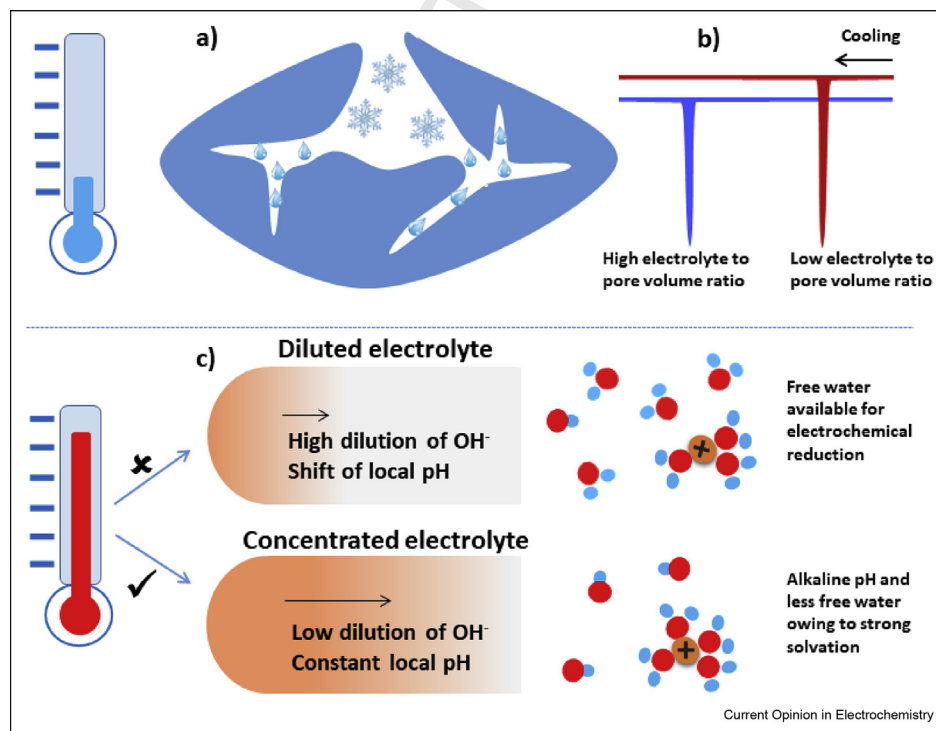 a)
b)
Cooling
High electrolyte to
pore volume ratio
Low electrolyte to
pore volume ratio
c)
Diluted electrolyte
High dilution of OH-
Shift of local pH
+
Free water
available for
electrochemical
reduction
Concentrated electrolyte
Low dilution of OH-
Constant local pH
+
Alkaline pH and
less free water
owing to strong
solvation
Current Opinion in Electrochemistry